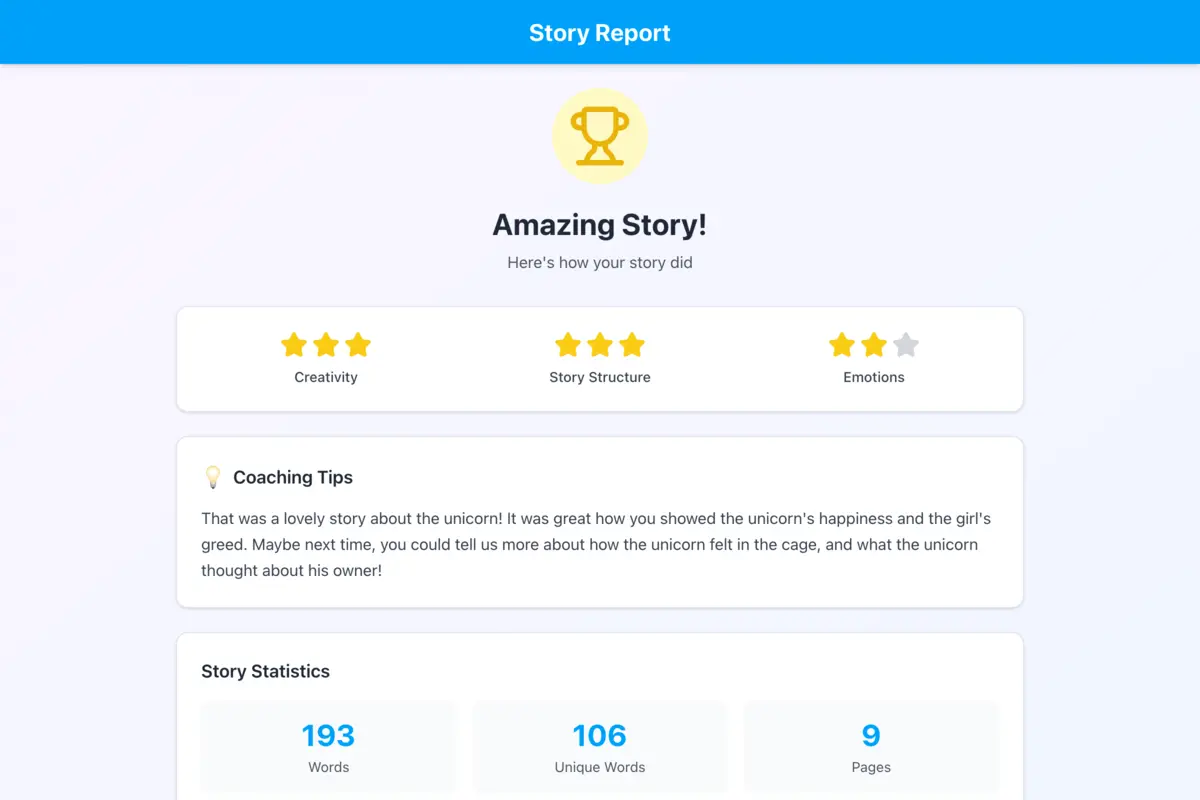 Story Report
Amazing Story!
Here's how your story did
Creativity
Story Structure
Emotions
Coaching Tips
That was a lovely story about the unicorn! It was great how you showed the unicorn's happiness and the girl's
greed. Maybe next time, you could tell us more about how the unicorn felt in the cage, and what the unicorn
thought about his owner!
Story Statistics
193
Words
106
Unique Words
9
Pages